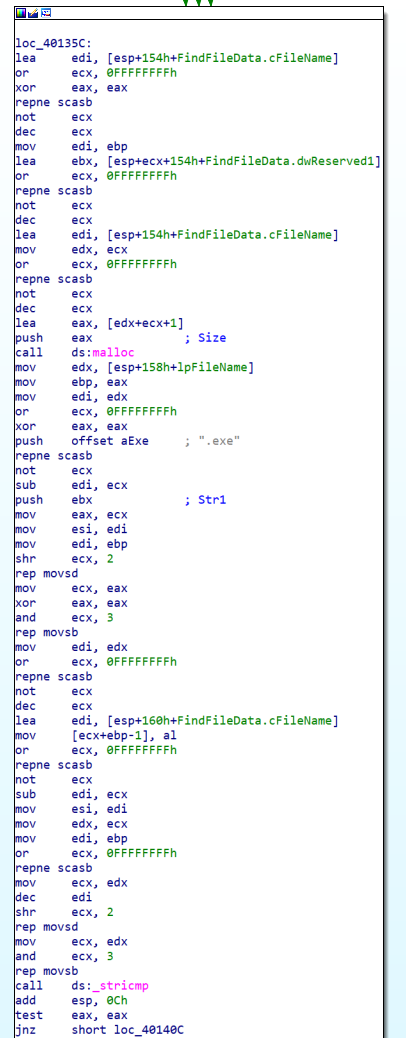 loc_40135C:
lea edi, [esp+154h+FindFileData.cFileName]
or ecx, 0FFFFFFFFh
xor eax, eax
repne scasb
not ecx
dec ecx
mov edi, ebp
lea ebx, [esp+ecx+154h+FindFileData.dwReserved1]
or ecx, 0FFFFFFFFh
repne scasb
not ecx
dec ecx
lea edi, [esp+154h+FindFileData.cFileName]
mov edx, ecx
or ecx, 0FFFFFFFFh
repne scasb
not ecx
dec ecx
lea eax, [edx+ecx+1]
push eax ; Size
call ds:malloc
mov edx, [esp+158h+lpFileName]
mov ebp, eax
mov edi, edx
or ecx, 0FFFFFFFFh
xor eax, eax
push offset aExe ; ".exe"
repne scasb
not ecx
sub edi, ecx
push ebx ; Str1
mov eax, ecx
mov esi, edi
mov edi, ebp
shr ecx, 2
rep movsd
mov ecx, eax
xor eax, eax
and ecx, 3
rep movsb
mov edi, edx
or ecx, 0FFFFFFFFh
repne scasb
not ecx
dec ecx
lea edi, [esp+160h+FindFileData.cFileName]
mov [ecx+ebp-1], al
or ecx, 0FFFFFFFFh
repne scasb
not ecx
sub edi, ecx
mov esi, edi
mov edx, ecx
mov edi, ebp
or ecx, 0FFFFFFFFh
repne scasb
mov ecx, edx
dec edi
shr ecx, 2
rep movsd
mov ecx, edx
and ecx, 3
rep movsb
call ds:_stricmp
add esp, 0Ch
test eax, eax
jnz short loc_40140C